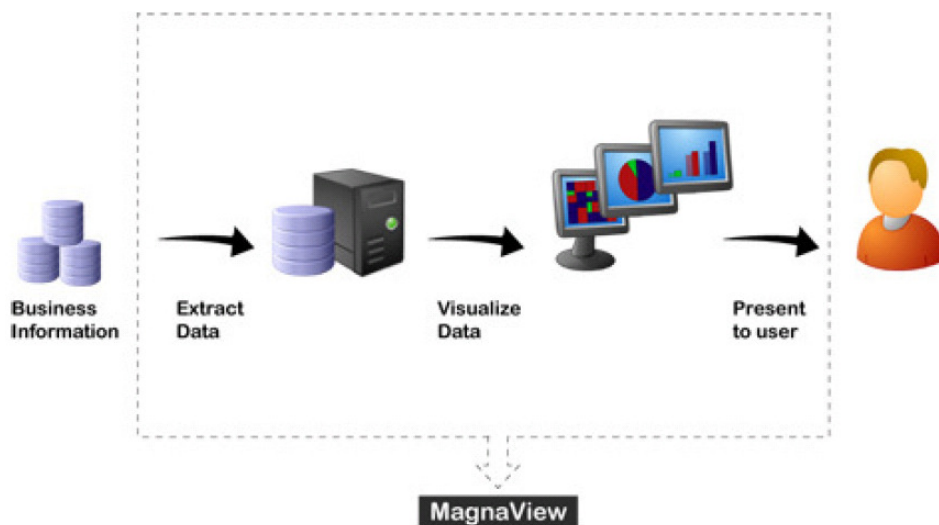 Business
Information
Extract
Data
Visualize
Data
Present
to user
MagnaView